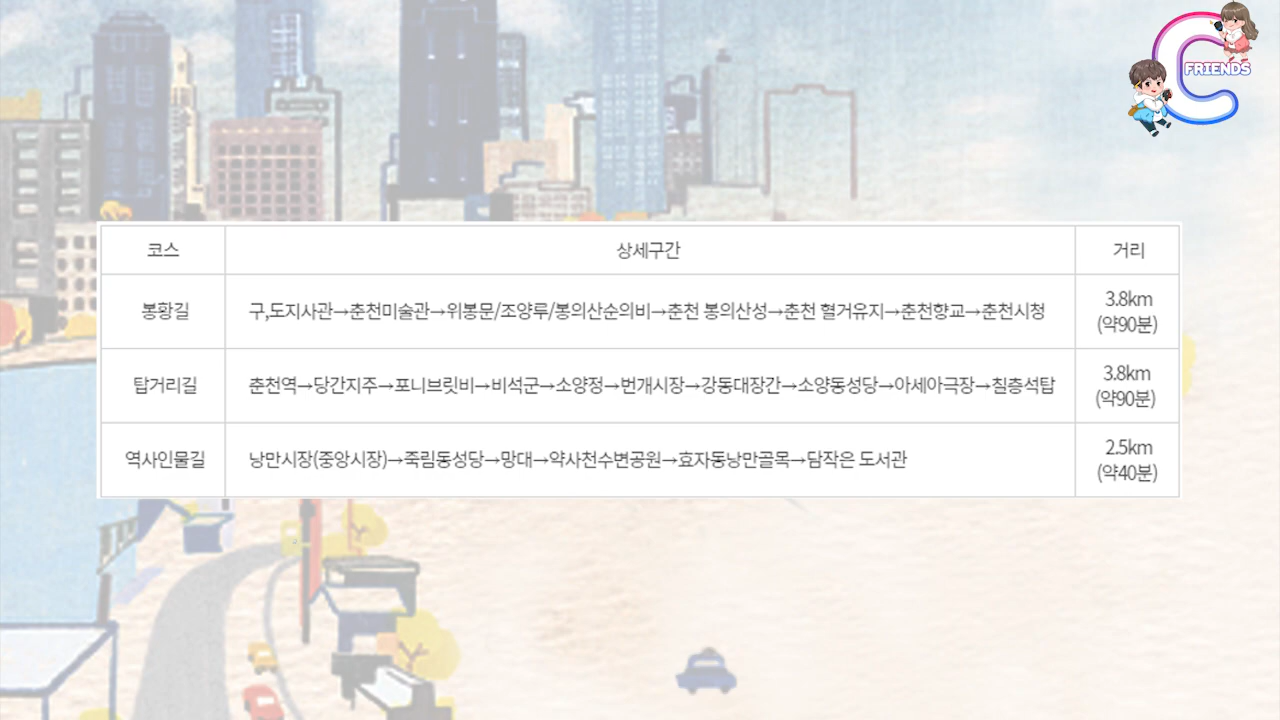 C
FRIENDS
코스 상세구간 거리
봉황길 구,도지사관→춘천미술관→위봉문/조양루/봉의산순의비→춘천 봉의산성→춘천 혈거유지→춘천향교→춘천시청 3.8km
(약90분)
탑거리길 춘천역→당간지주→포니브릿비→비석군→소양정→번개시장→강동대장간→소양동성당→아세아극장→칠층석탑 3.8km
(약90분)
역사인물길 낭만시장(중앙시장)→죽림동성당→망대→약사천수변공원→효자동낭만골목→담작은 도서관 2.5km
(약40분)